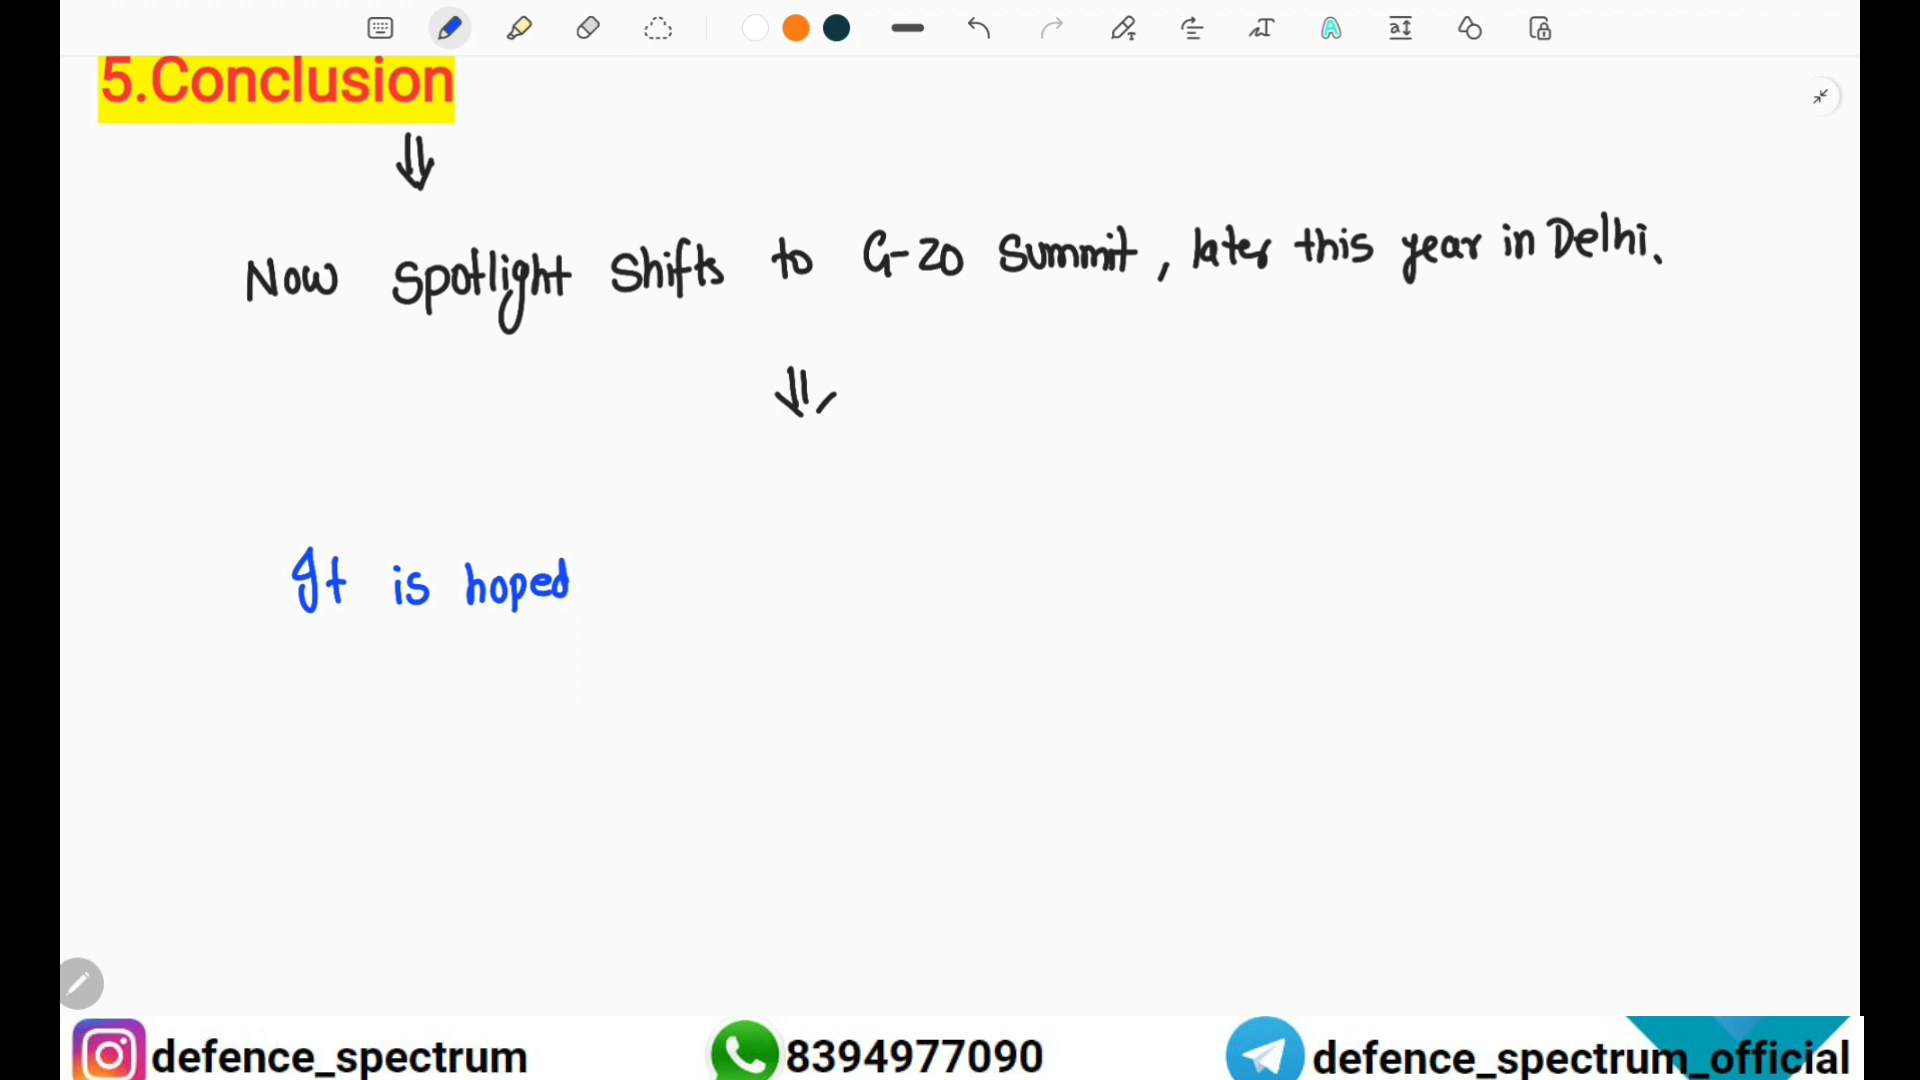 5.Conclusion
Now spotlight shifts to G-20 Summit, later this year in Delhi.
It is hoped
defence_spectrum
8394977090
defence_spectrum_official